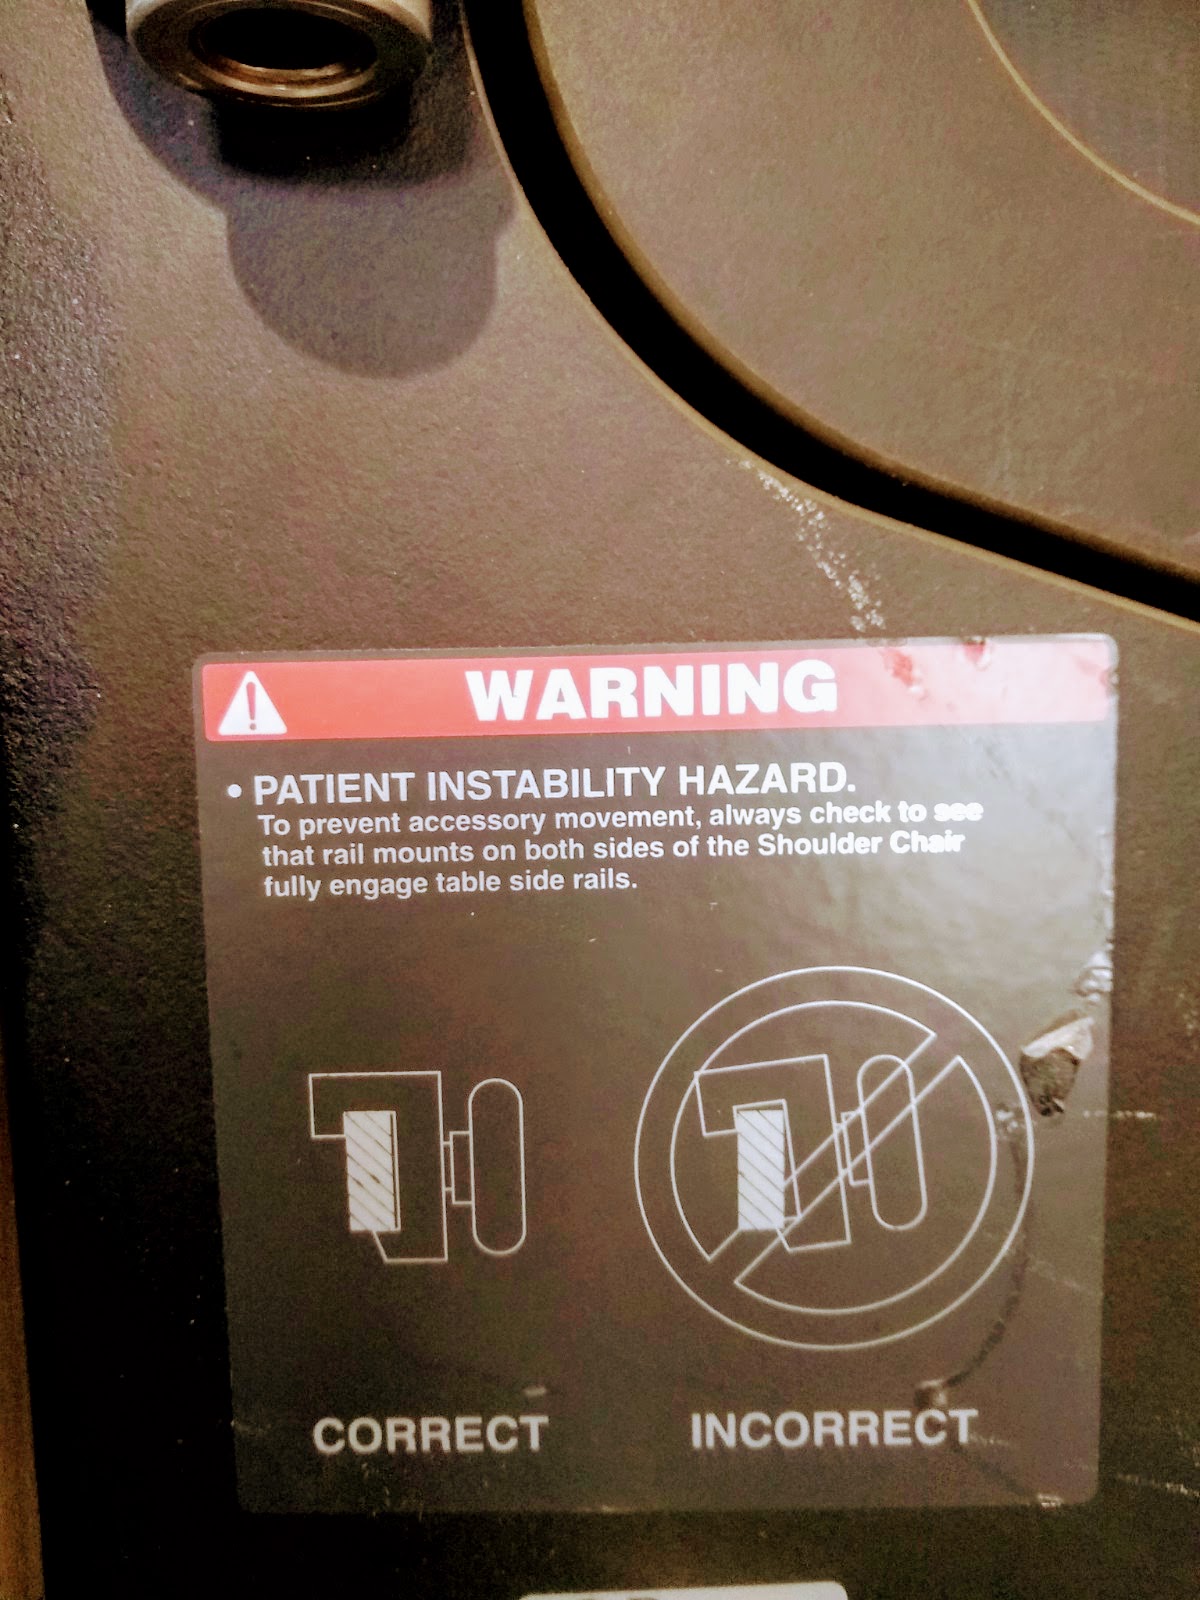 WARNING
• PATIENT INSTABILITY HAZARD.
To prevent accessory movement, always check to see
that rail mounts on both sides of the Shoulder Chair
fully engage table side rails.
CORRECT
INCORRECT